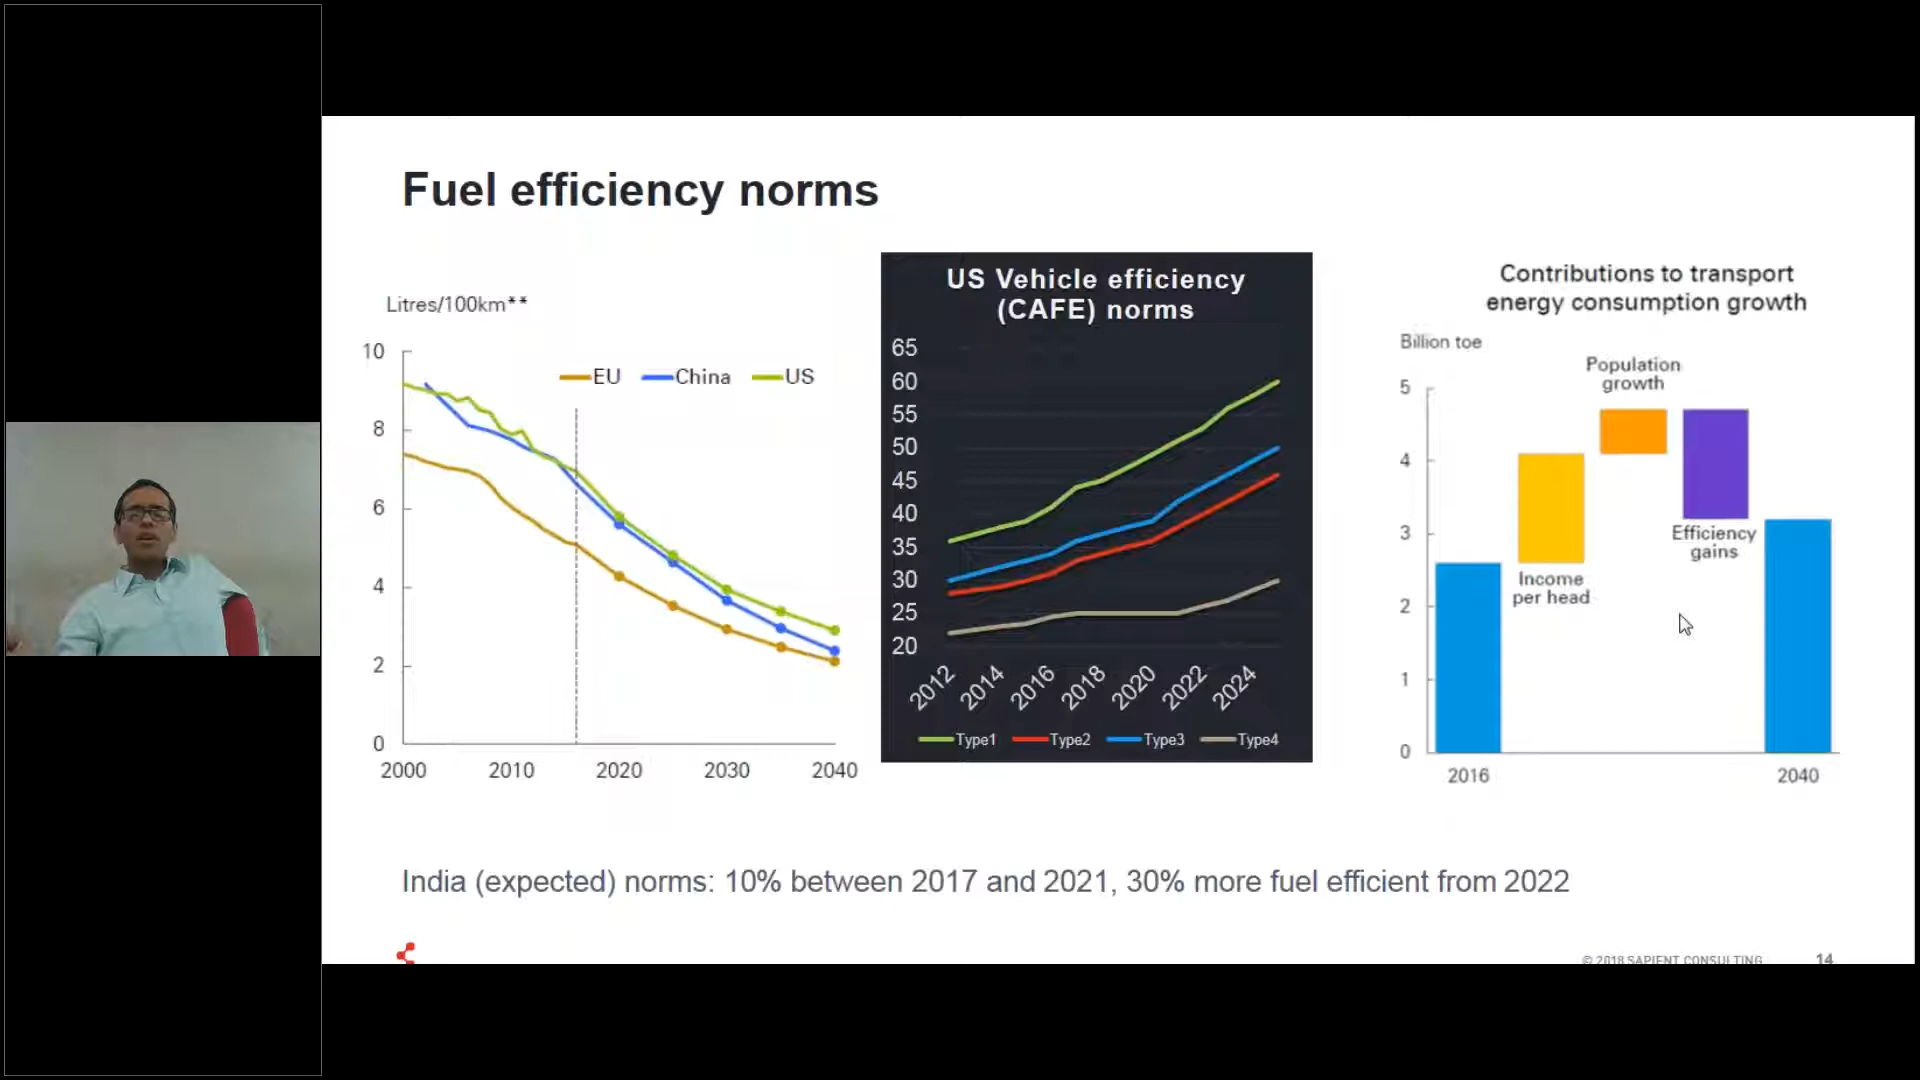 Fuel efficiency norms
Litres/100km**
10
8
6
4
2
0
EU China US
2000 2010 2020 2030 2040
US Vehicle efficiency
(CAFE) norms
65
60
55
50
45
40
35
30
25
20
2012 2014 2016 2018 2020 2022 2024
Type1 Type2 Type3 Type4
Contributions to transport
energy consumption growth
Billion toe
5
4
3
2
1
0
Population
growth
Efficiency
gains
Income
per head
2016 2040
India (expected) norms: 10% between 2017 and 2021, 30% more fuel efficient from 2022
© 2018 SAPIENT CONSULTING 14